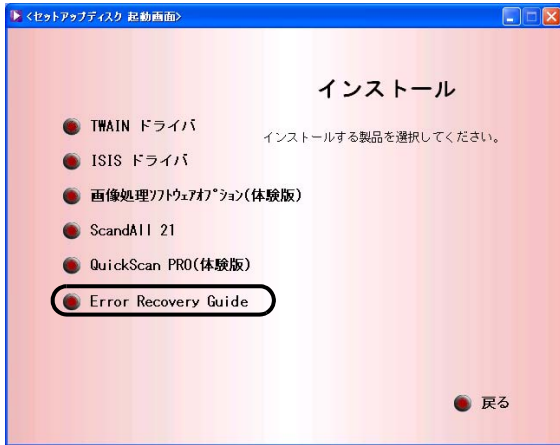 <セットアップディスク 起動画面>
インストール
インストールする製品を選択してください。
TWAIN ドライバ
ISIS ドライバ
画像処理ソフトウェアオプション(体験版)
ScandAll 21
QuickScan PRO(体験版)
Error Recovery Guide
戻る